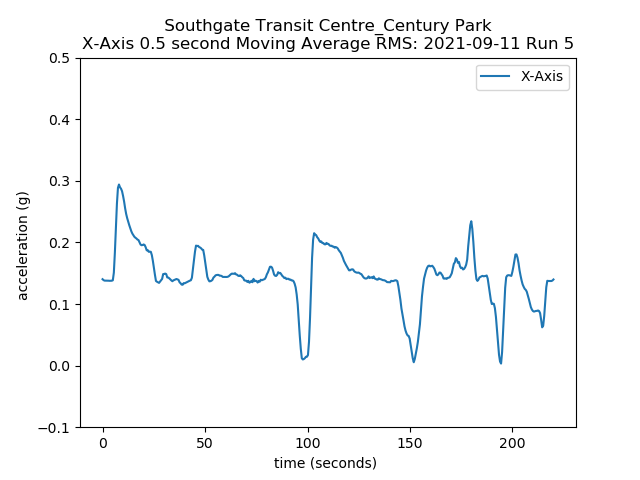 Southgate Transit Centre_Century Park
X-Axis 0.5 second Moving Average RMS: 2021-09-11 Run 5
X-Axis
0.5
0.4
0.3
0.2
0.1
0.0
−0.1
acceleration (g)
0 50 100 150 200
time (seconds)